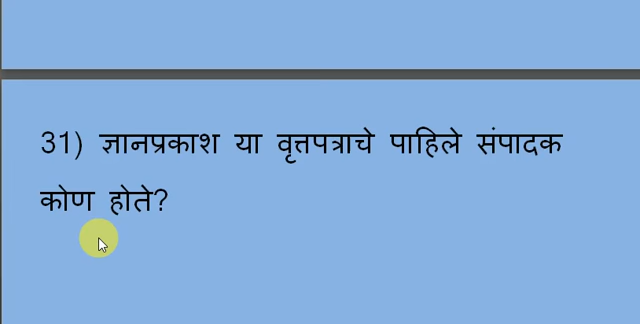 31) ज्ञानप्रकाश या वृत्तपत्राचे पाहिले संपादक
कोण होते?